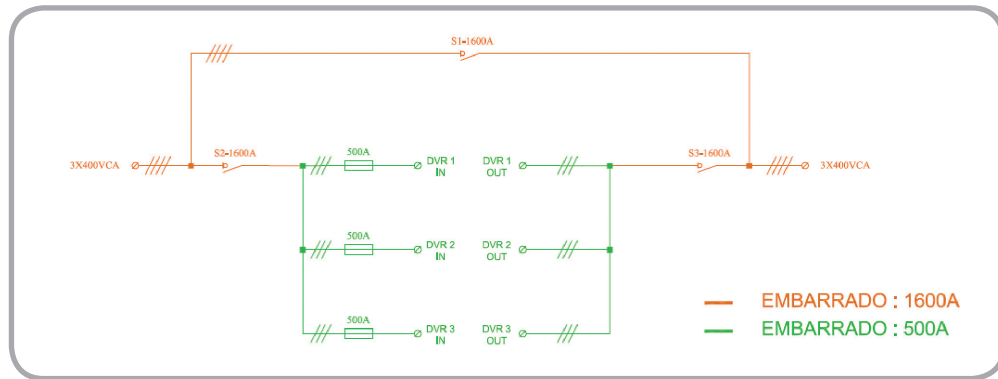 S1-1600A
3X400VCA
S2-1600A
500A
DVR 1
IN
DVR 1
OUT
S3-1600A
3X400VCA
500A
DVR 2
IN
DVR 2
OUT
500A
DVR 3
IN
DVR 3
OUT
EMBARRADO : 1600A
EMBARRADO : 500A